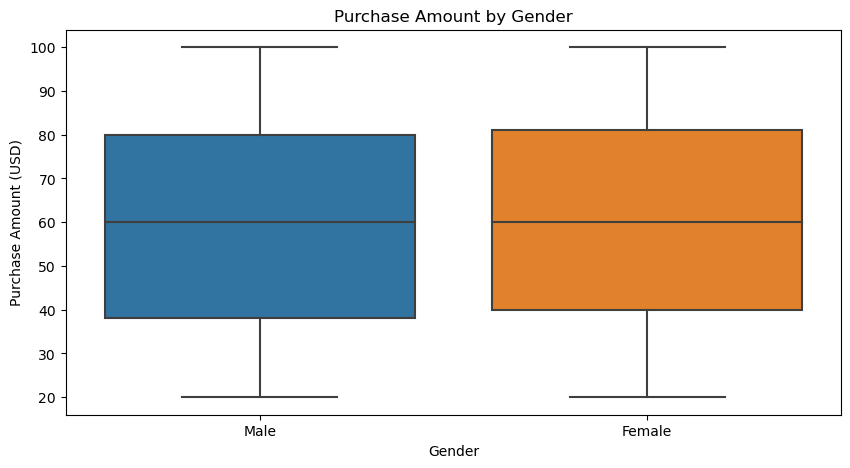 Purchase Amount by Gender
Purchase Amount (USD)
100
90
80
70
60
50
40
30
20
Male Female
Gender